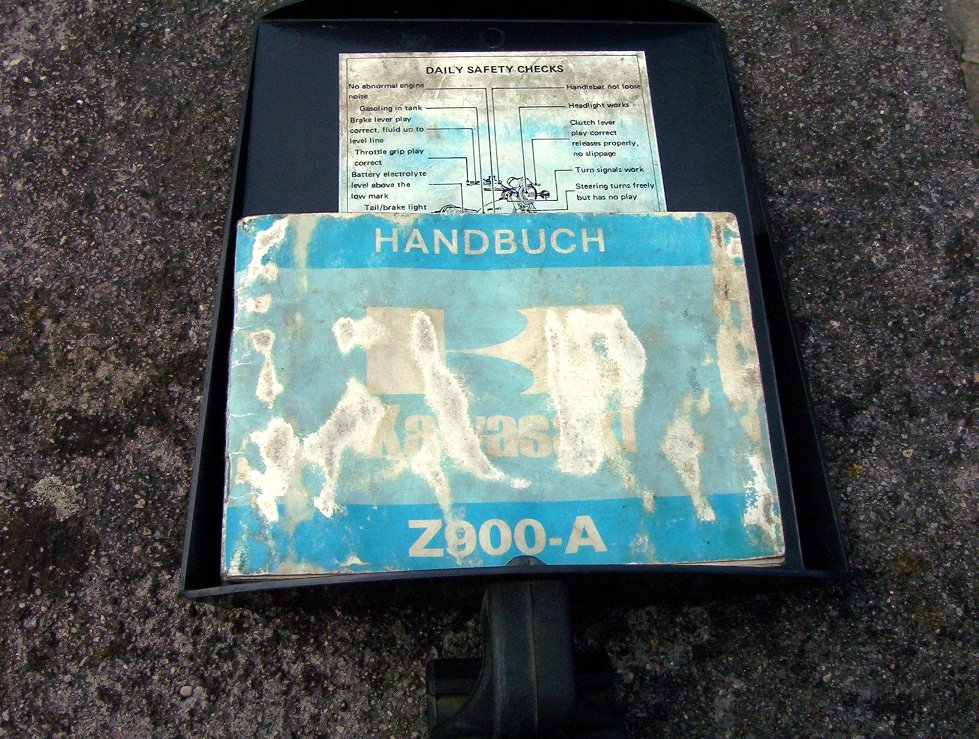 DAILY SAFETY CHECKS
No abnormal engine
noise
Gasoling in tank
Brake lever play
correct, fluid up to
level line
Throttle grip play
correct
Battery electrolyte
level above the
low mark
Tail/brake light
Handlebar not loose
Headlight works
Clutch lever
play correct
releases properly,
no slippage
Turn signals work
Steering turns freely
but has no play
HANDBUCH
Kawasaki
Z900-A